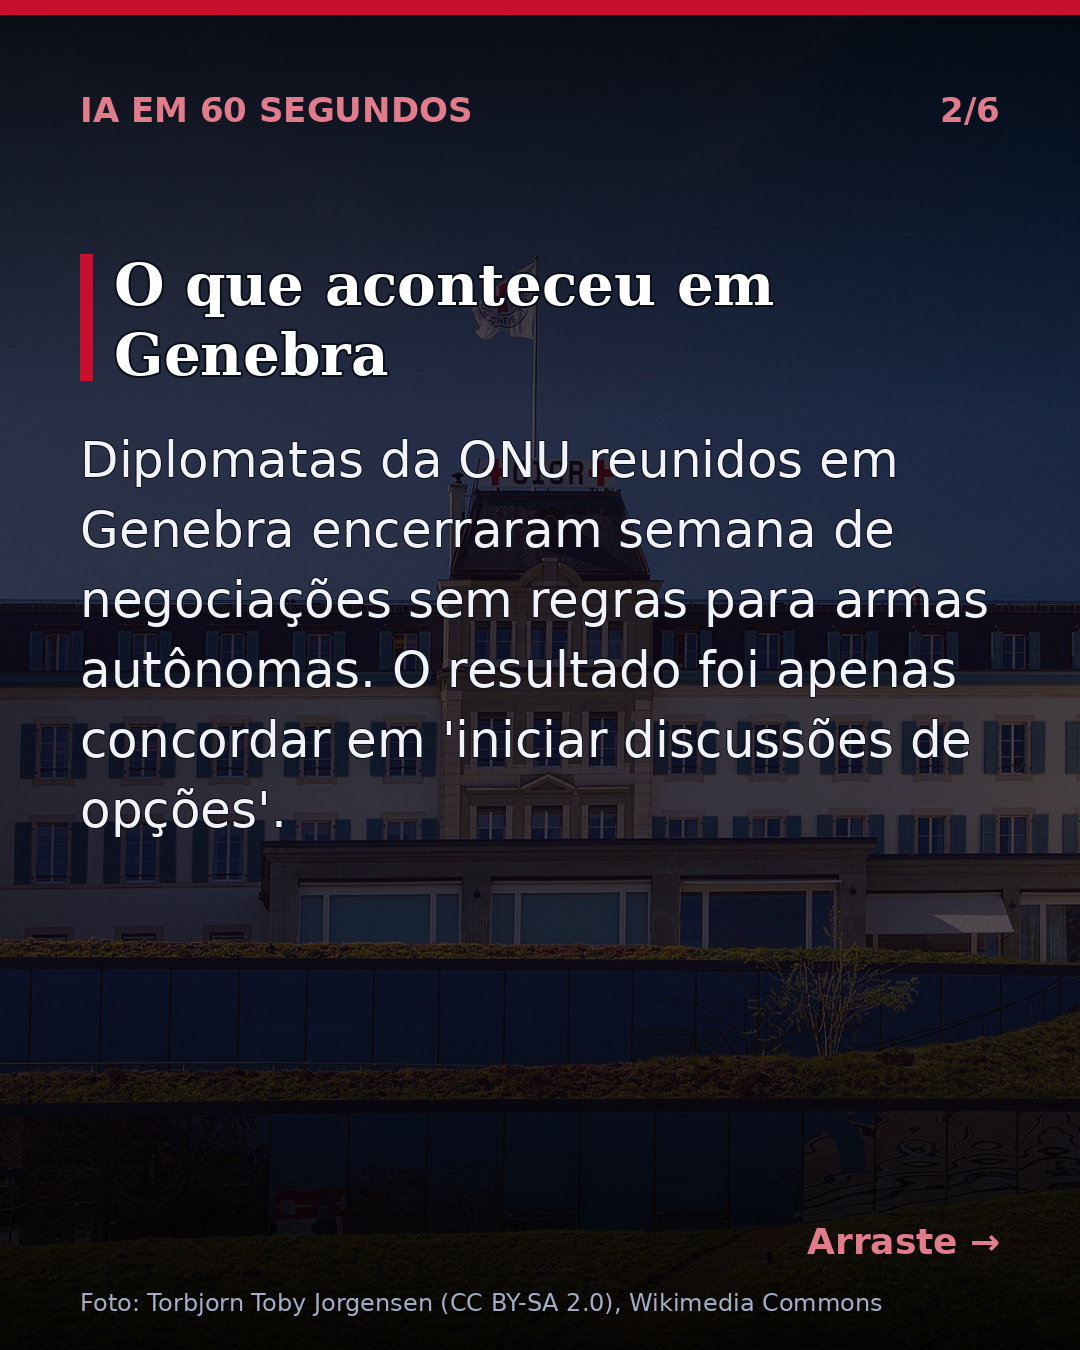 IA EM 60 SEGUNDOS
2/6
O que aconteceu em
Genebra
Diplomatas da ONU reunidos em
Genebra encerraram semana de
negociações sem regras para armas
autônomas. O resultado foi apenas
concordar em 'iniciar discussões de
opções'.
Arraste →
Foto: Torbjorn Toby Jorgensen (CC BY-SA 2.0), Wikimedia Commons